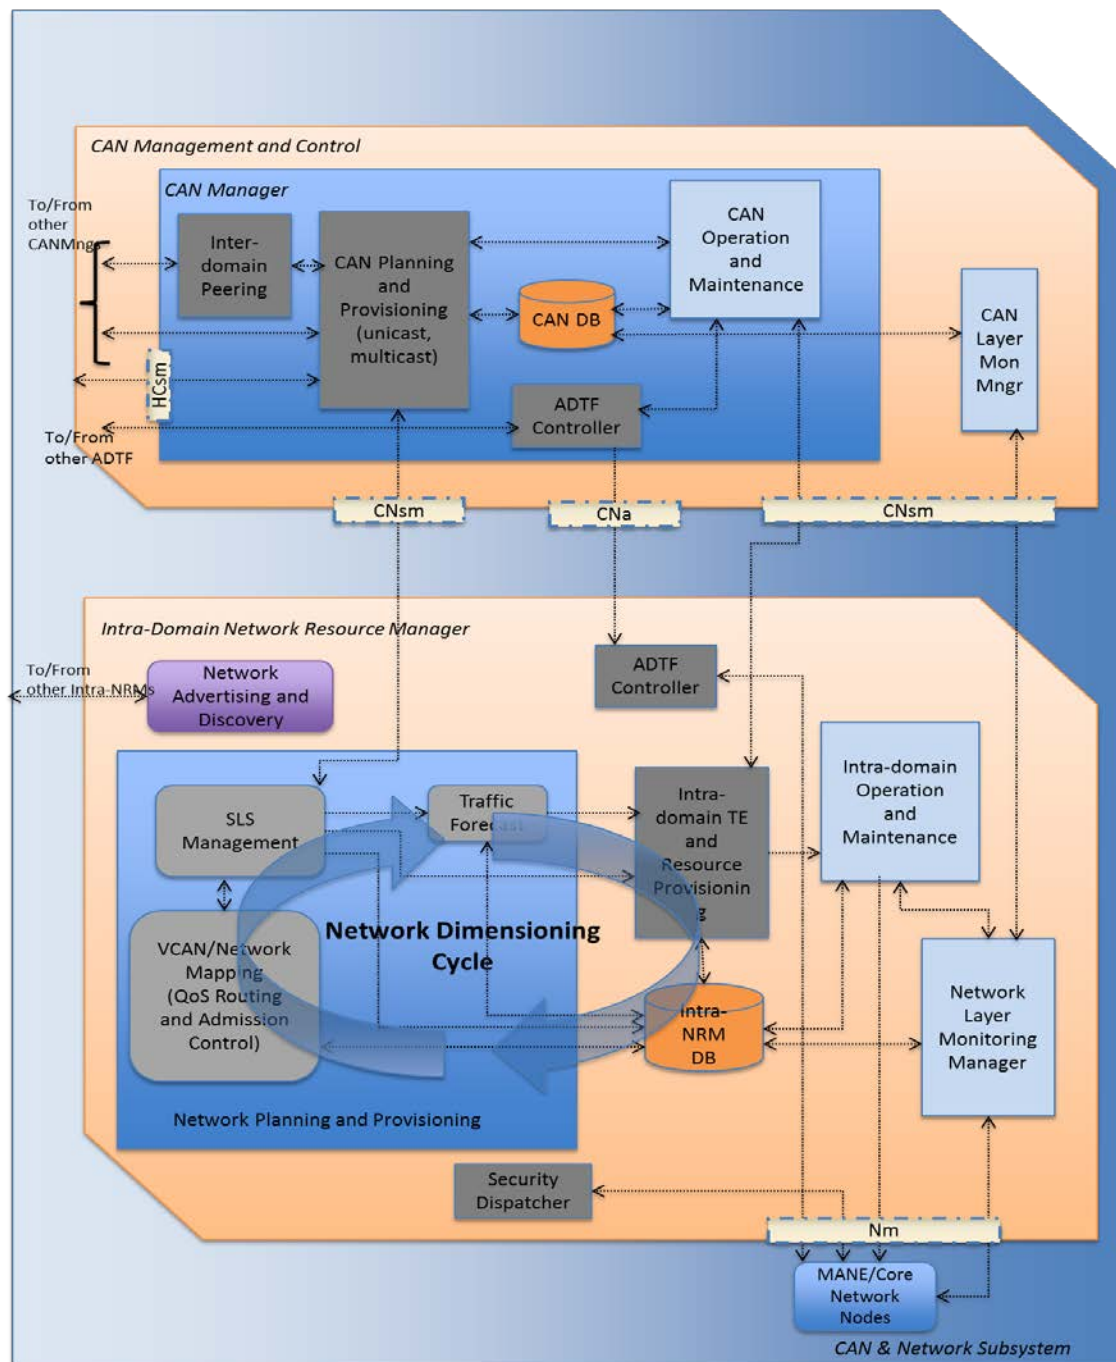 CAN Management and Control
CAN Manager
To/From
other
CANMngs
Inter-
domain
Peering
CAN Planning
and
Provisioning
(unicast,
multicast)
CAN
Operation
and
Maintenance
CAN DB
CAN
Layer
Mon
Mngr
HCsm
ADTF
Controller
To/From
other ADTF
CNsm
CNa
CNsm
Intra-Domain Network Resource Manager
To/From
other Intra-NRMs
Network
Advertising and
Discovery
ADTF
Controller
SLS
Management
Traffic
Forecast
Intra-
domain TE
and
Resource
Provisionin
g
Intra-domain
Operation
and
Maintenance
Network Dimensioning
Cycle
VCAN/Network
Mapping
(QoS Routing
and Admission
Control)
Intra-
NRM
DB
Network
Layer
Monitoring
Manager
Network Planning and Provisioning
Security
Dispatcher
Nm
MANE/Core
Network
Nodes
CAN & Network Subsystem